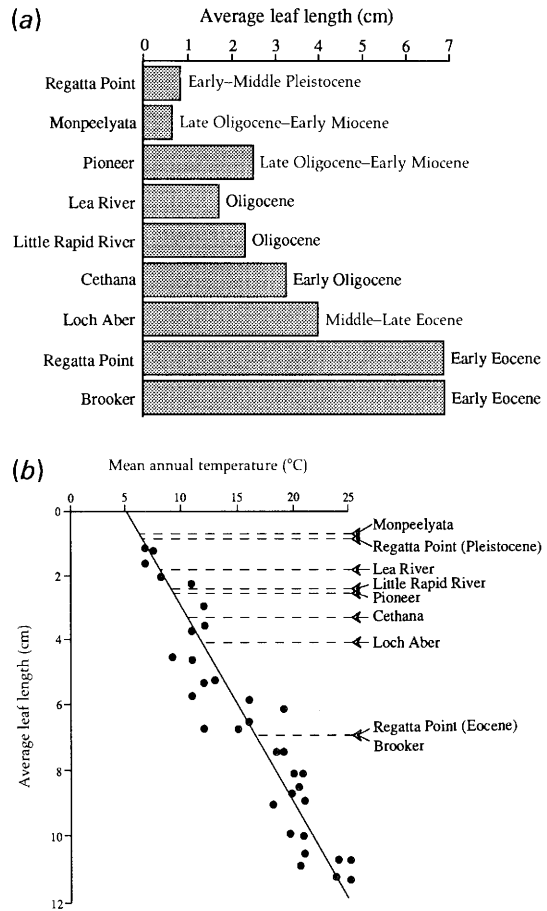 (a)
Average leaf length (cm)
0 1 2 3 4 5 6 7
Regatta Point Early–Middle Pleistocene
Monpeelyata Late Oligocene–Early Miocene
Pioneer Late Oligocene–Early Miocene
Lea River Oligocene
Little Rapid River Oligocene
Cethana Early Oligocene
Loch Aber Middle–Late Eocene
Regatta Point Early Eocene
Brooker Early Eocene
(b)
Mean annual temperature (°C)
0 5 10 15 20 25
Average leaf length (cm)
0
2
4
6
8
10
12
Monpeelyata
Regatta Point (Pleistocene)
Lea River
Little Rapid River
Pioneer
Cethana
Loch Aber
Regatta Point (Eocene)
Brooker